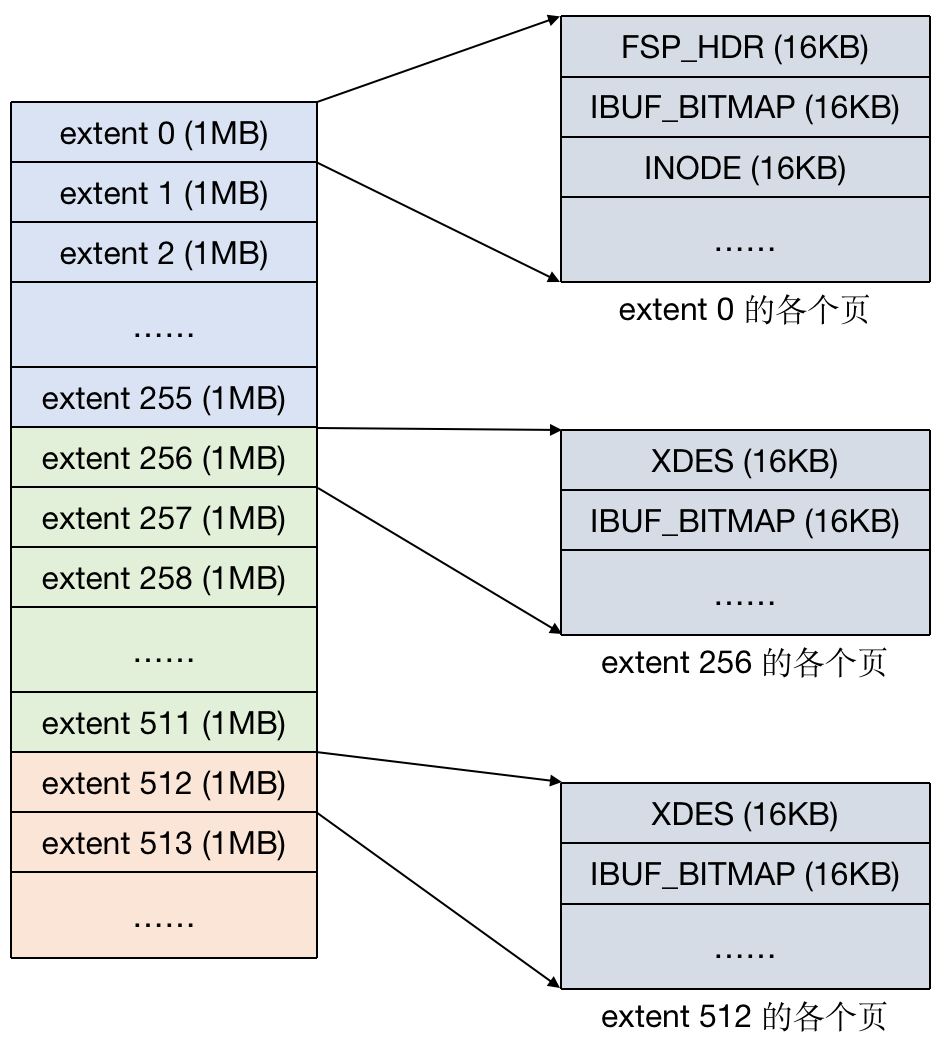 extent 0 (1MB)
extent 1 (1MB)
extent 2 (1MB)
……
extent 255 (1MB)
extent 256 (1MB)
extent 257 (1MB)
extent 258 (1MB)
……
extent 511 (1MB)
extent 512 (1MB)
extent 513 (1MB)
……
FSP_HDR (16KB)
IBUF_BITMAP (16KB)
INODE (16KB)
……
extent 0 的各个页
XDES (16KB)
IBUF_BITMAP (16KB)
……
extent 256 的各个页
XDES (16KB)
IBUF_BITMAP (16KB)
……
extent 512 的各个页